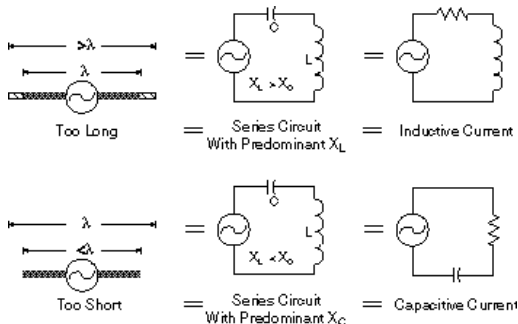 >λ
λ
C
L
X_L > X_C
Too Long
= Series Circuit = Inductive Current
With Predominant X_L
λ
<λ
C
L
X_L < X_C
Too Short
= Series Circuit = Capacitive Current
With Predominant X_C